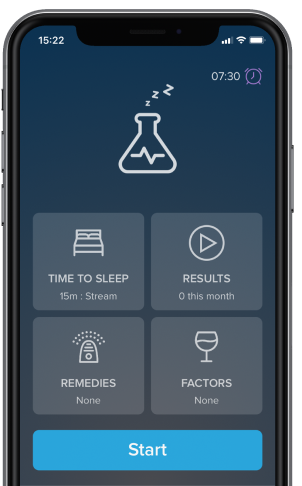 15:22
07:30
z z z
TIME TO SLEEP
15m : Stream
RESULTS
0 this month
REMEDIES
None
FACTORS
None
Start